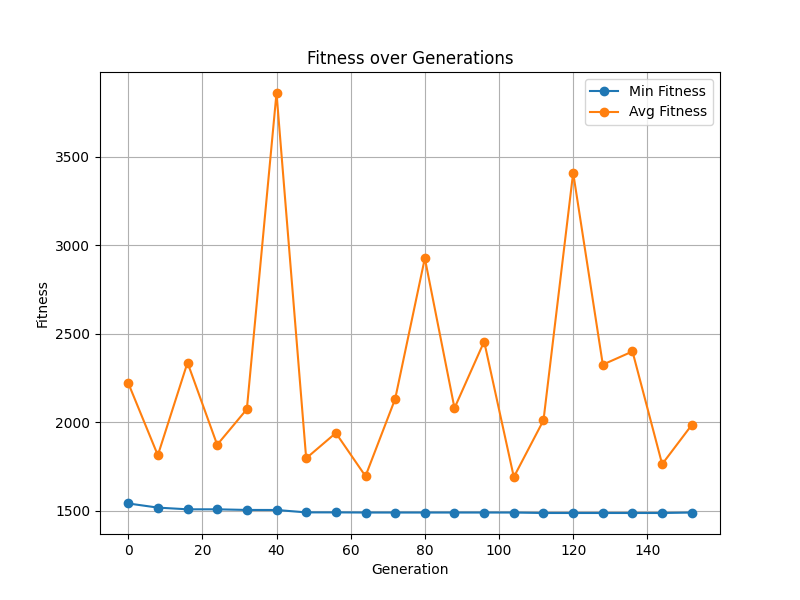 Fitness over Generations
Min Fitness
Avg Fitness
3500
3000
2500
2000
1500
Fitness
0 20 40 60 80 100 120 140
Generation